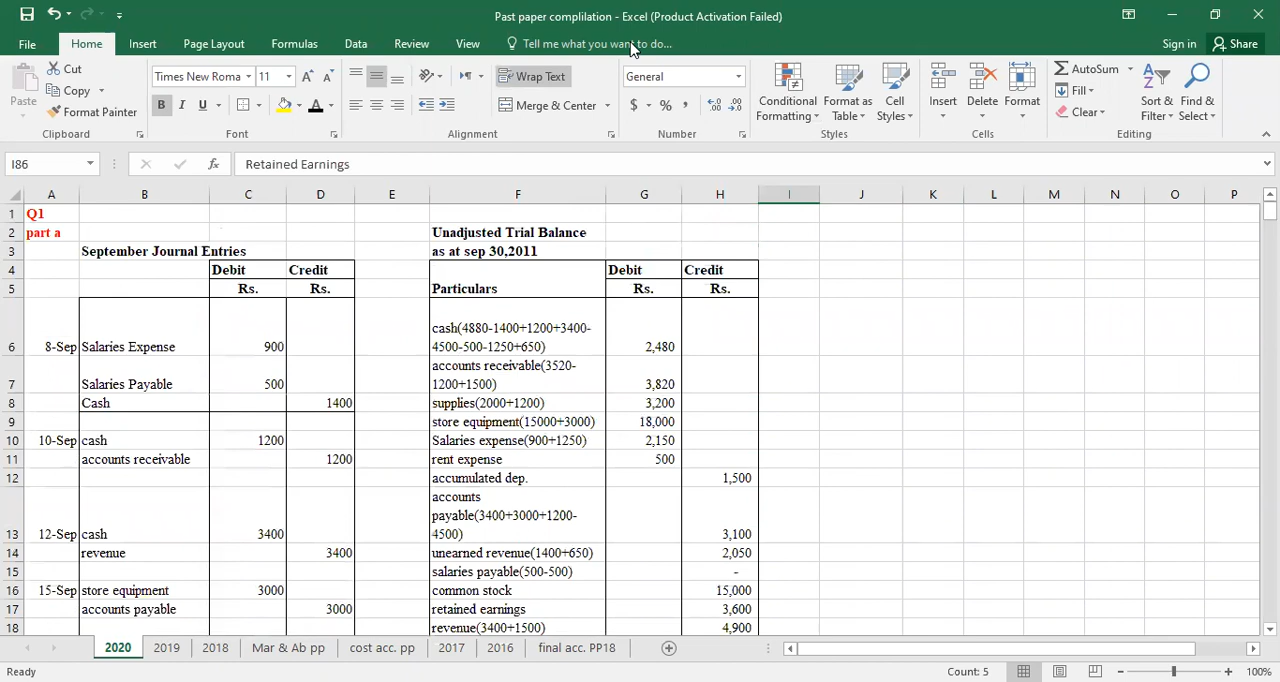 Past paper complilation - Excel (Product Activation Failed)
File Home Insert Page Layout Formulas Data Review View Tell me what you want to do... Sign in Share
Cut
Copy
Format Painter
Paste
Clipboard
Times New Roma 11
B I U
Font
Wrap Text
Merge & Center
Alignment
General
$ % ,
Number
Conditional Formatting
Format as Table
Cell Styles
Styles
Insert Delete Format
Cells
AutoSum
Fill
Clear
Sort & Filter
Find & Select
Editing
I86 fx Retained Earnings
A B C D E F G H I J K L M N O P
1 Q1
2 part a Unadjusted Trial Balance
3 September Journal Entries as at sep 30,2011
4 Debit Credit Debit Credit
5 Rs. Rs. Particulars Rs. Rs.
cash(4880-1400+1200+3400-
6 8-Sep Salaries Expense 900 4500-500-1250+650) 2,480
accounts receivable(3520-
7 Salaries Payable 500 1200+1500) 3,820
8 Cash 1400 supplies(2000+1200) 3,200
9 store equipment(15000+3000) 18,000
10 10-Sep cash 1200 Salaries expense(900+1250) 2,150
11 accounts receivable 1200 rent expense 500
12 accumulated dep. 1,500
accounts
payable(3400+3000+1200-
13 12-Sep cash 3400 4500) 3,100
14 revenue 3400 unearned revenue(1400+650) 2,050
15 salaries payable(500-500) -
16 15-Sep store equipment 3000 common stock 15,000
17 accounts payable 3000 retained earnings 3,600
18 revenue(3400+1500) 4,900
2020 2019 2018 Mar & Ab pp cost acc. pp 2017 2016 final acc. PP18
Ready Count: 5 100%